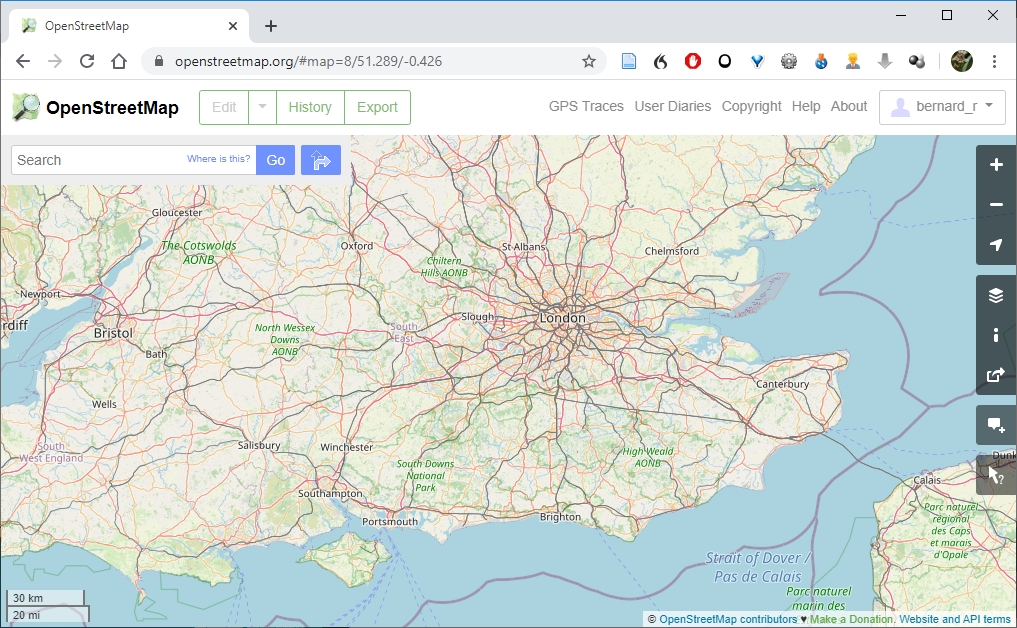 OpenStreetMap
openstreetmap.org/#map=8/51.289/-0.426
OpenStreetMap
Edit
History
Export
GPS Traces
User Diaries
Copyright
Help
About
bernard_r
Search
Where is this?
Go
Gloucester
The Cotswolds
AONB
Oxford
St Albans
Chelmsford
Chiltern
Hills AONB
Newport
rdiff
Bristol
Bath
North Wessex
Downs
AONB
South
East
Slough
London
Canterbury
Wells
South
West England
Salisbury
Winchester
South Downs
National
Park
High Weald
AONB
Southampton
Portsmouth
Brighton
Dunk
Calais
Parc naturel
régional
des Caps
et marais
d'Opale
Strait of Dover /
Pas de Calais
Parc naturel
marin des
30 km
20 mi
© OpenStreetMap contributors ♥ Make a Donation. Website and API terms